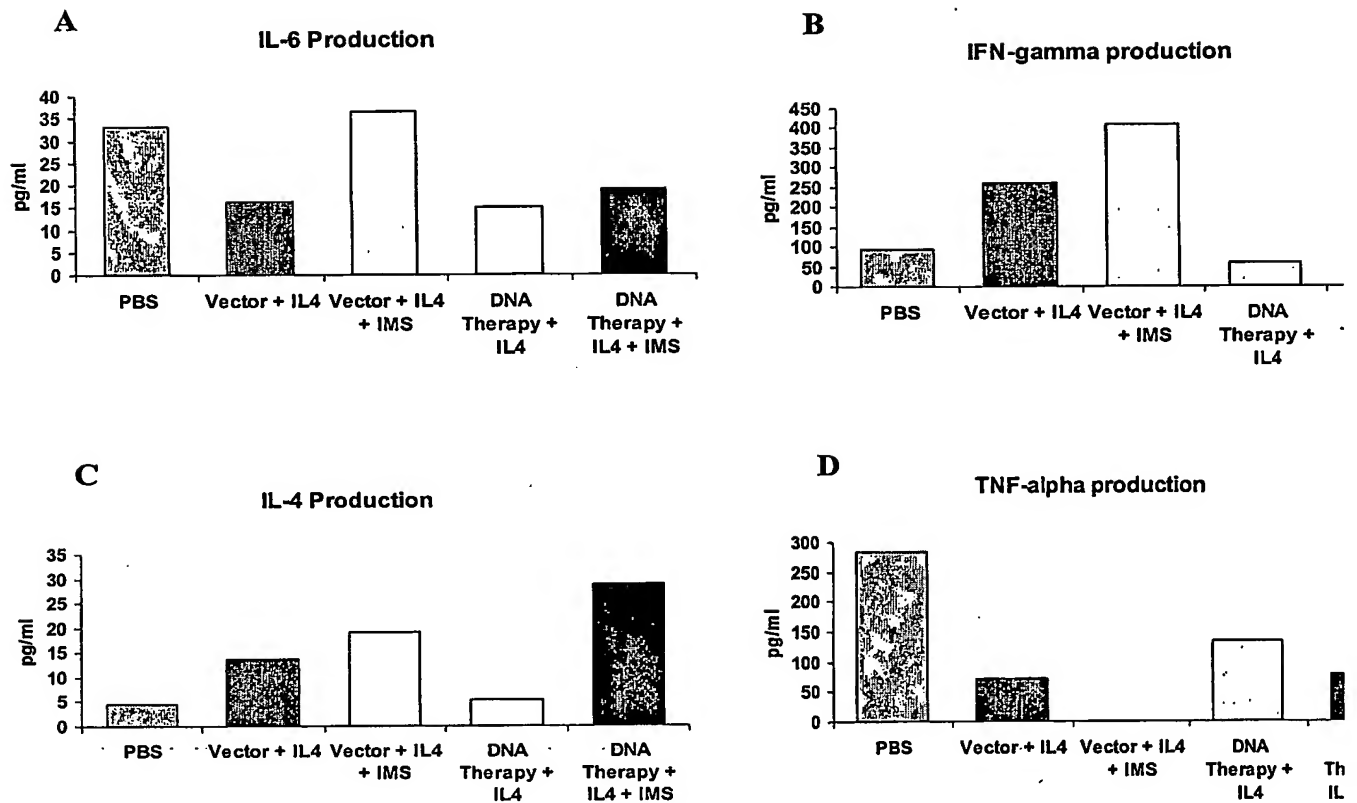 A
IL-6 Production
40
35
30
25
20
15
10
5
0
pg/ml
PBS
Vector + IL4
Vector + IL4
+ IMS
DNA
Therapy +
IL4
DNA
Therapy +
IL4 + IMS
B
IFN-gamma production
450
400
350
300
250
200
150
100
50
0
pg/ml
PBS
Vector + IL4
Vector + IL4
+ IMS
DNA
Therapy +
IL4
C
IL-4 Production
35
30
25
20
15
10
5
0
pg/ml
PBS
Vector + IL4
Vector + IL4
+ IMS
DNA
Therapy +
IL4
DNA
Therapy +
IL4 + IMS
D
TNF-alpha production
300
250
200
150
100
50
0
pg/ml
PBS
Vector + IL4
Vector + IL4
+ IMS
DNA
Therapy +
IL4
Th
IL